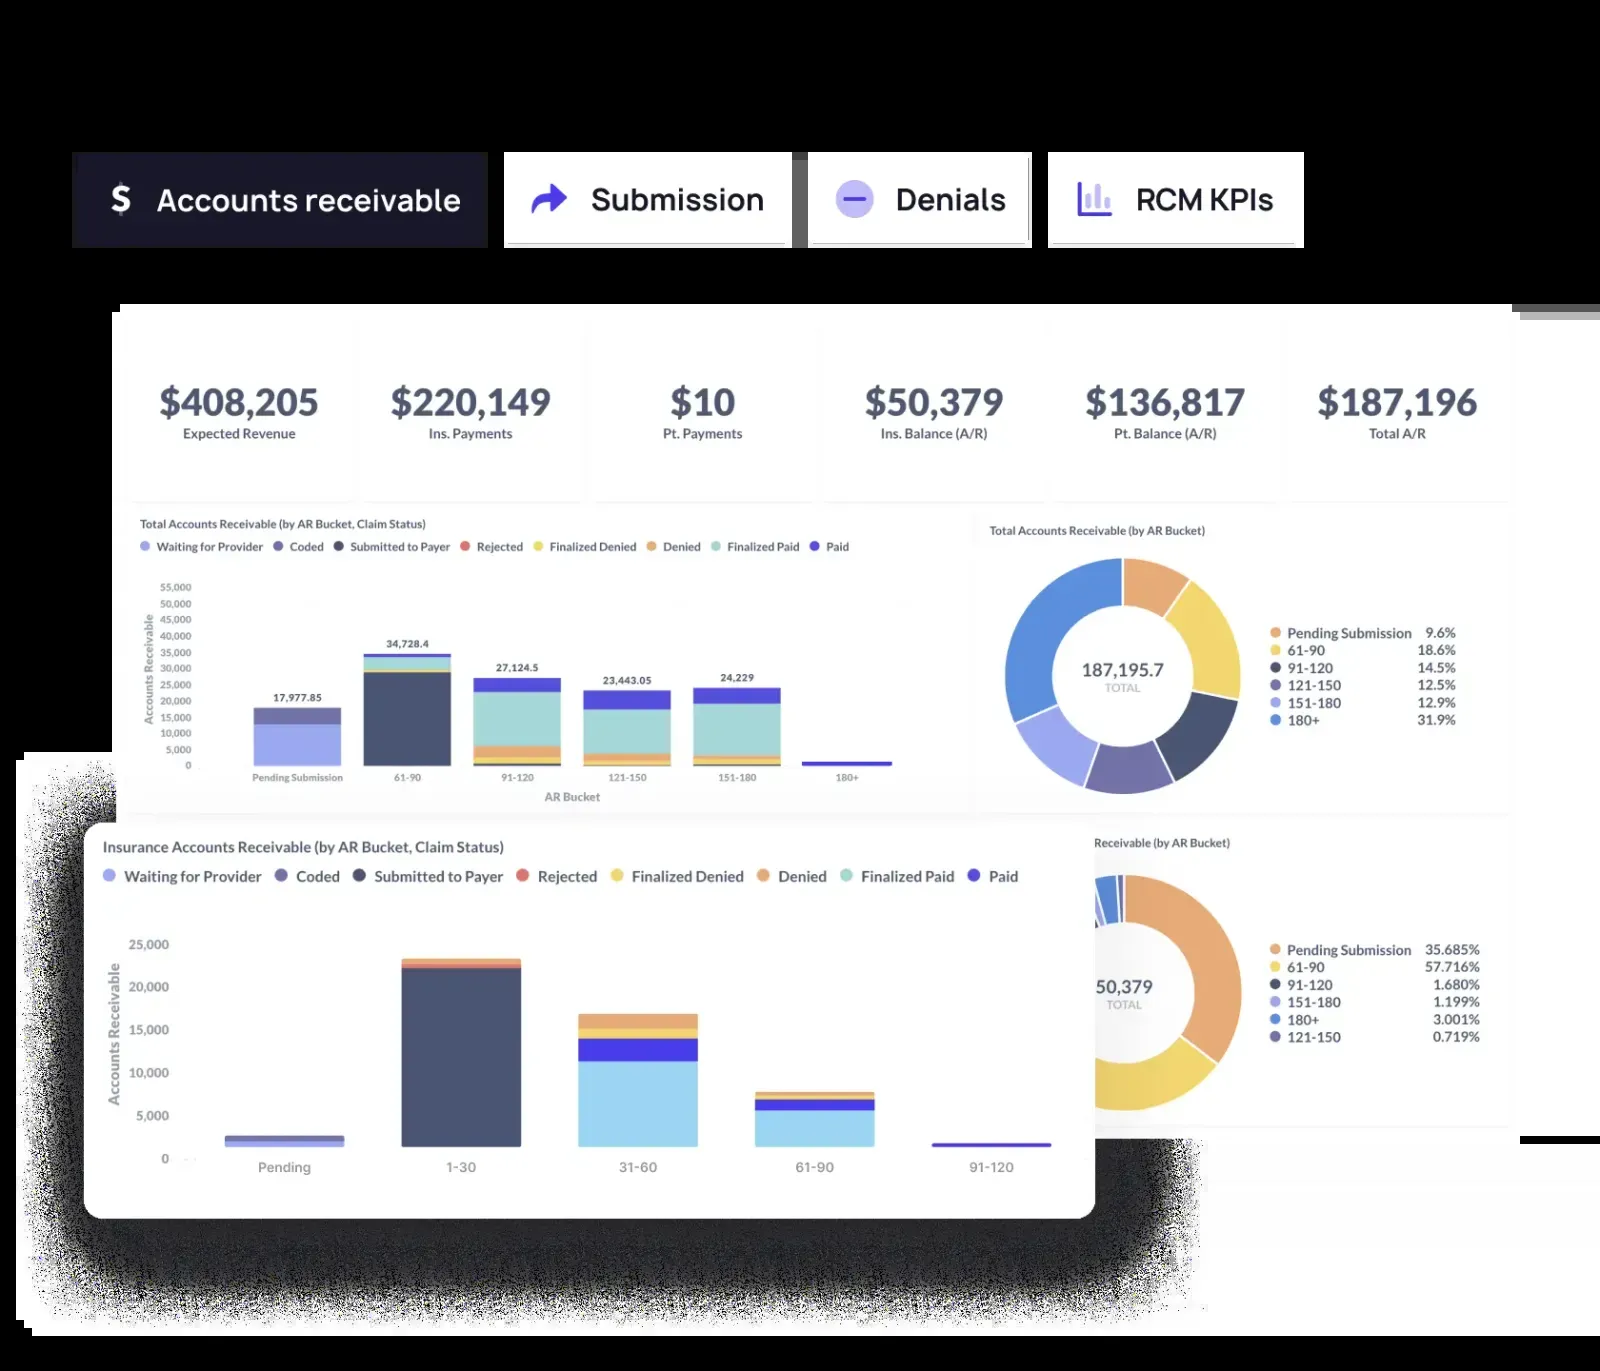 $ Accounts receivable
Submission
Denials
RCM KPIs
$408,205
Expected Revenue
$220,149
Ins. Payments
$10
Pt. Payments
$50,379
Ins. Balance (A/R)
$136,817
Pt. Balance (A/R)
$187,196
Total A/R
Total Accounts Receivable (by AR Bucket, Claim Status)
Waiting for Provider Coded Submitted to Payer Rejected Finalized Denied Denied Finalized Paid Paid
Accounts Receivable
55,000
50,000
45,000
40,000
35,000
30,000
25,000
20,000
15,000
10,000
5,000
0
17,977.85
34,728.4
27,124.5
23,443.05
24,229
Pending Submission 61-90 91-120 121-150 151-180 180+
AR Bucket
Total Accounts Receivable (by AR Bucket)
187,195.7
TOTAL
Pending Submission 9.6%
61-90 18.6%
91-120 14.5%
121-150 12.5%
151-180 12.9%
180+ 31.9%
Insurance Accounts Receivable (by AR Bucket, Claim Status)
Waiting for Provider Coded Submitted to Payer Rejected Finalized Denied Denied Finalized Paid Paid
Accounts Receivable
25,000
20,000
15,000
10,000
5,000
0
Pending 1-30 31-60 61-90 91-120
Receivable (by AR Bucket)
50,379
TOTAL
Pending Submission 35.685%
61-90 57.716%
91-120 1.680%
151-180 1.199%
180+ 3.001%
121-150 0.719%